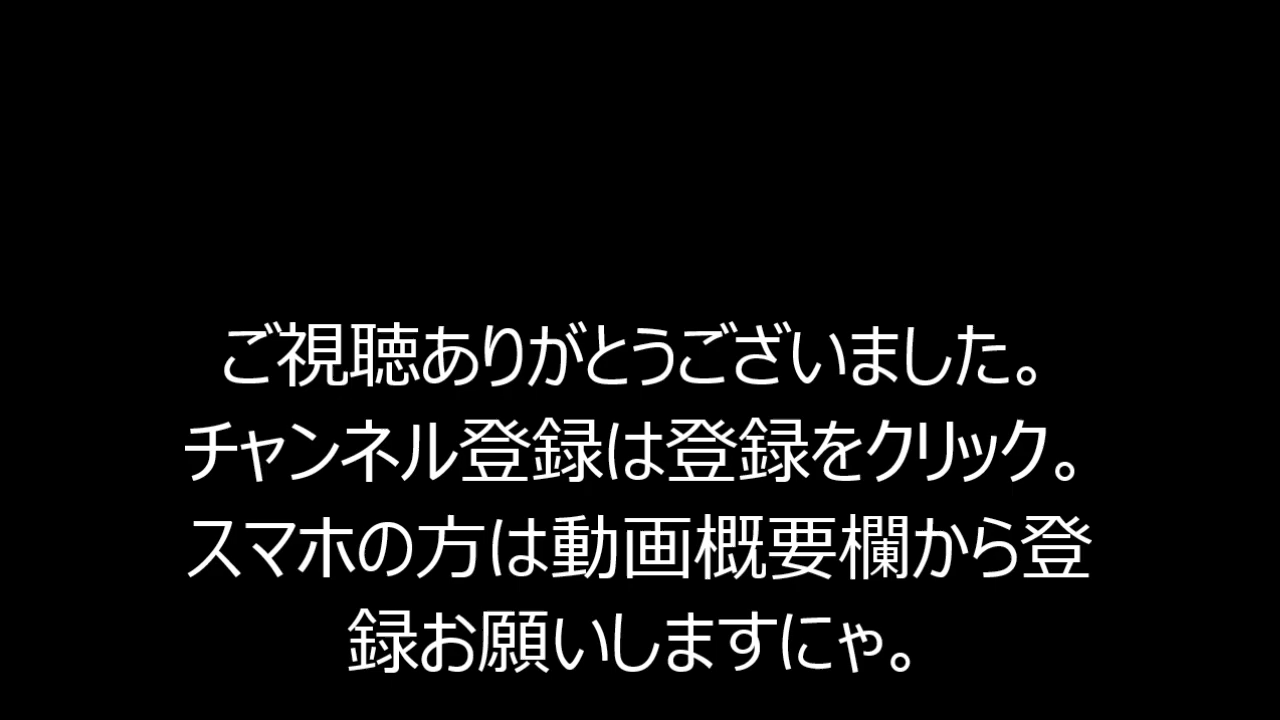 ご視聴ありがとうございました。
チャンネル登録は登録をクリック。
スマホの方は動画概要欄から登
録お願いしますにゃ。